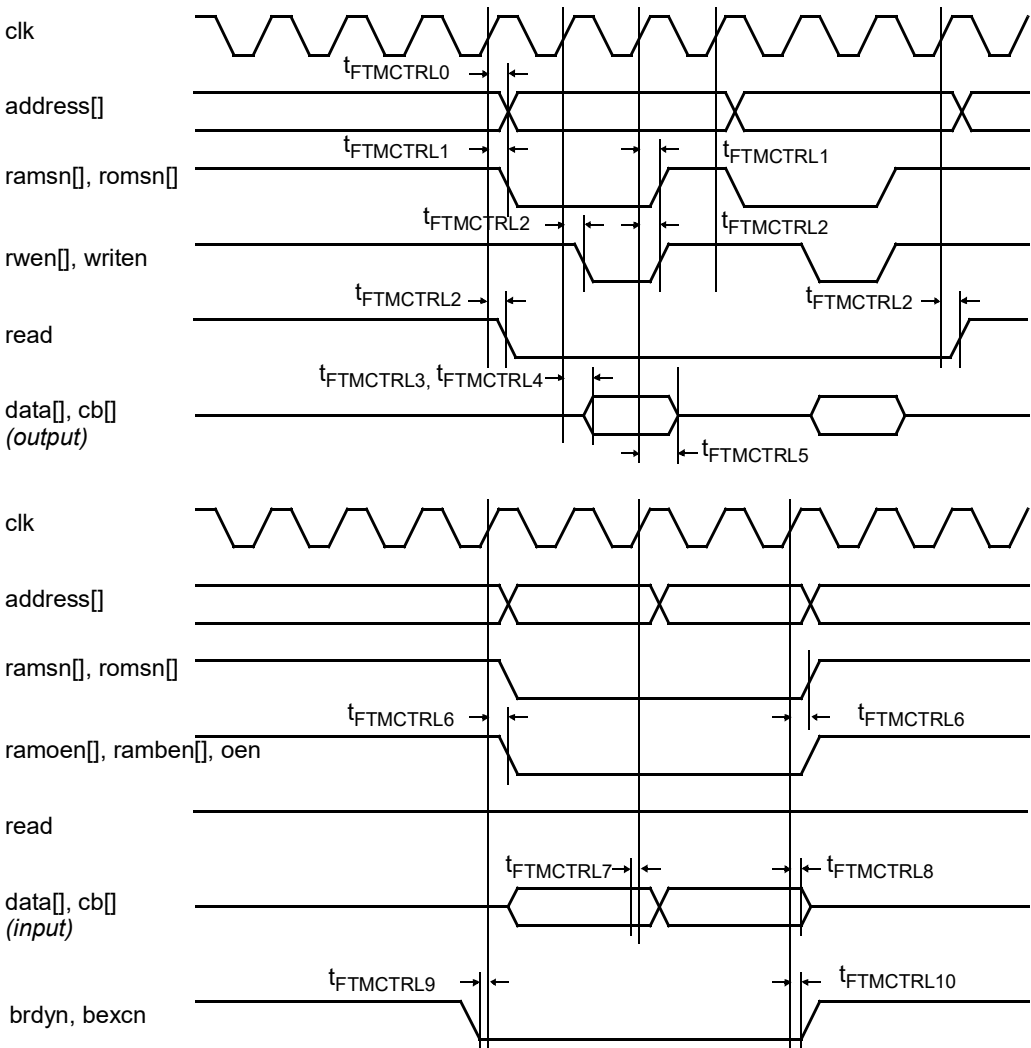 clk
tFTMCTRL0
address[]
tFTMCTRL1
tFTMCTRL1
ramsn[], romsn[]
tFTMCTRL2
tFTMCTRL2
rwen[], writen
tFTMCTRL2
tFTMCTRL2
read
tFTMCTRL3, tFTMCTRL4
data[], cb[]
(output)
tFTMCTRL5
clk
address[]
ramsn[], romsn[]
tFTMCTRL6
tFTMCTRL6
ramoen[], ramben[], oen
read
tFTMCTRL7
tFTMCTRL8
data[], cb[]
(input)
tFTMCTRL9
tFTMCTRL10
brdyn, bexcn